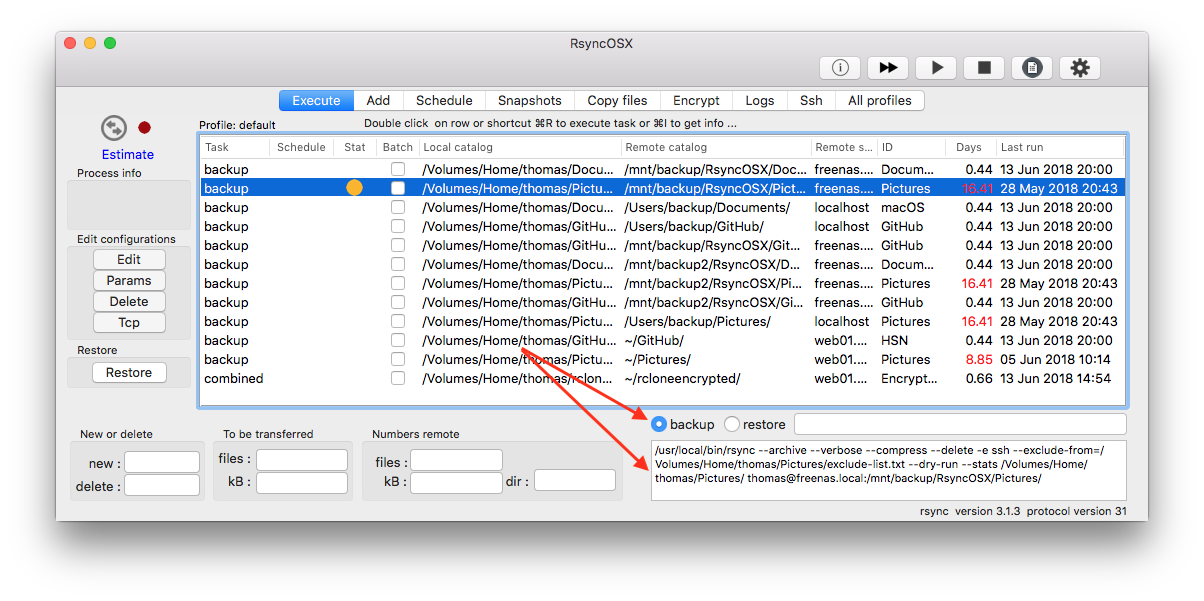 RsyncOSX
Execute Add Schedule Snapshots Copy files Encrypt Logs Ssh All profiles
Profile: default Double click on row or shortcut ⌘R to execute task or ⌘I to get info ...
Estimate
Process info
Edit configurations
Edit
Params
Delete
Tcp
Restore
Restore
Task Schedule Stat Batch Local catalog Remote catalog Remote s... ID Days Last run
backup /Volumes/Home/thomas/Docu... /mnt/backup/RsyncOSX/Doc... freenas.... Docum... 0.44 13 Jun 2018 20:00
backup /Volumes/Home/thomas/Pictu... /mnt/backup/RsyncOSX/Pict... freenas.... Pictures 16.41 28 May 2018 20:43
backup /Volumes/Home/thomas/Docu... /Users/backup/Documents/ localhost macOS 0.44 13 Jun 2018 20:00
backup /Volumes/Home/thomas/GitHu... /Users/backup/GitHub/ localhost GitHub 0.44 13 Jun 2018 20:00
backup /Volumes/Home/thomas/GitHu... /mnt/backup/RsyncOSX/Git... freenas.... GitHub 0.44 13 Jun 2018 20:00
backup /Volumes/Home/thomas/Docu... /mnt/backup2/RsyncOSX/D... freenas.... Docum... 0.44 13 Jun 2018 20:00
backup /Volumes/Home/thomas/Pictu... /mnt/backup2/RsyncOSX/Pi... freenas.... Pictures 16.41 28 May 2018 20:43
backup /Volumes/Home/thomas/GitHu... /mnt/backup2/RsyncOSX/Gi... freenas.... GitHub 0.44 13 Jun 2018 20:00
backup /Volumes/Home/thomas/Pictu... /Users/backup/Pictures/ localhost Pictures 16.41 28 May 2018 20:43
backup /Volumes/Home/thomas/GitHu... ~/GitHub/ web01.... HSN 0.44 13 Jun 2018 20:00
backup /Volumes/Home/thomas/Pictu... ~/Pictures/ web01.... Pictures 8.85 05 Jun 2018 10:14
combined /Volumes/Home/thomas/rclon... ~/rcloneencrypted/ web01.... Encrypt... 0.66 13 Jun 2018 14:54
New or delete
new :
delete :
To be transferred
files :
kB :
Numbers remote
files :
kB : dir :
backup restore
/usr/local/bin/rsync --archive --verbose --compress --delete -e ssh --exclude-from=/
Volumes/Home/thomas/Pictures/exclude-list.txt --dry-run --stats /Volumes/Home/
thomas/Pictures/ thomas@freenas.local:/mnt/backup/RsyncOSX/Pictures/
rsync version 3.1.3 protocol version 31